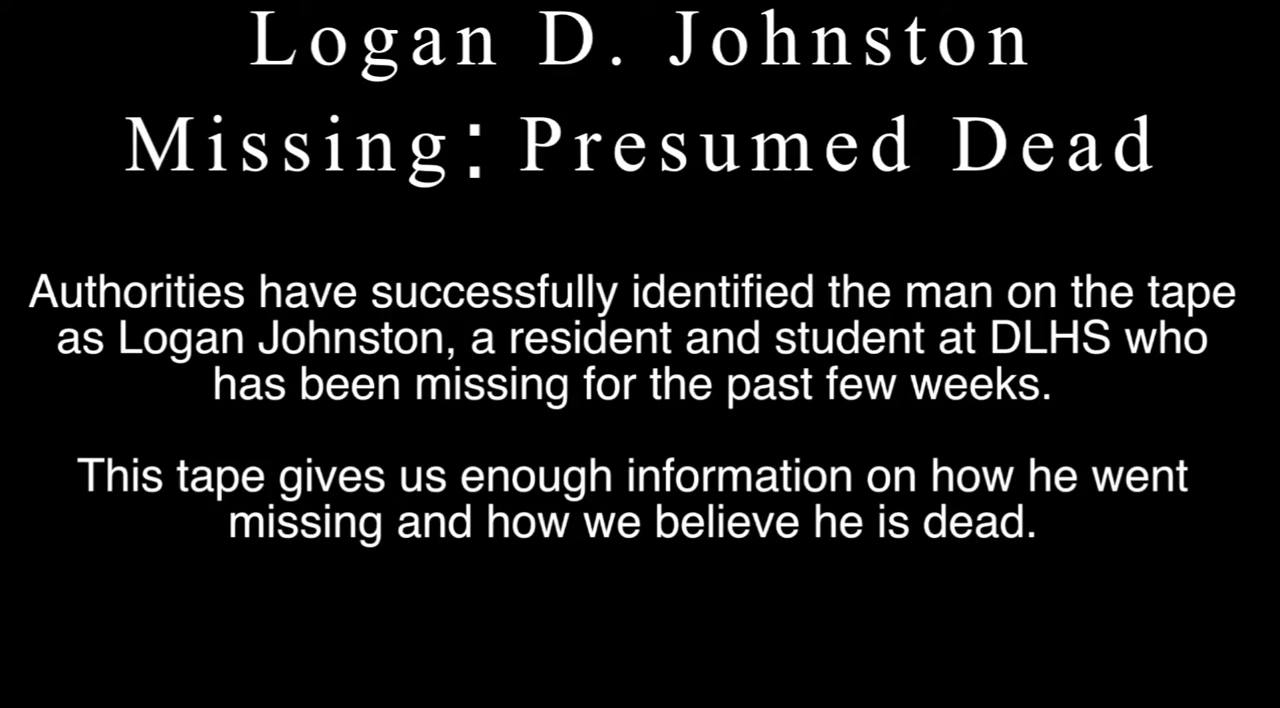 Logan D. Johnston
Missing: Presumed Dead
Authorities have successfully identified the man on the tape
as Logan Johnston, a resident and student at DLHS who
has been missing for the past few weeks.
This tape gives us enough information on how he went
missing and how we believe he is dead.